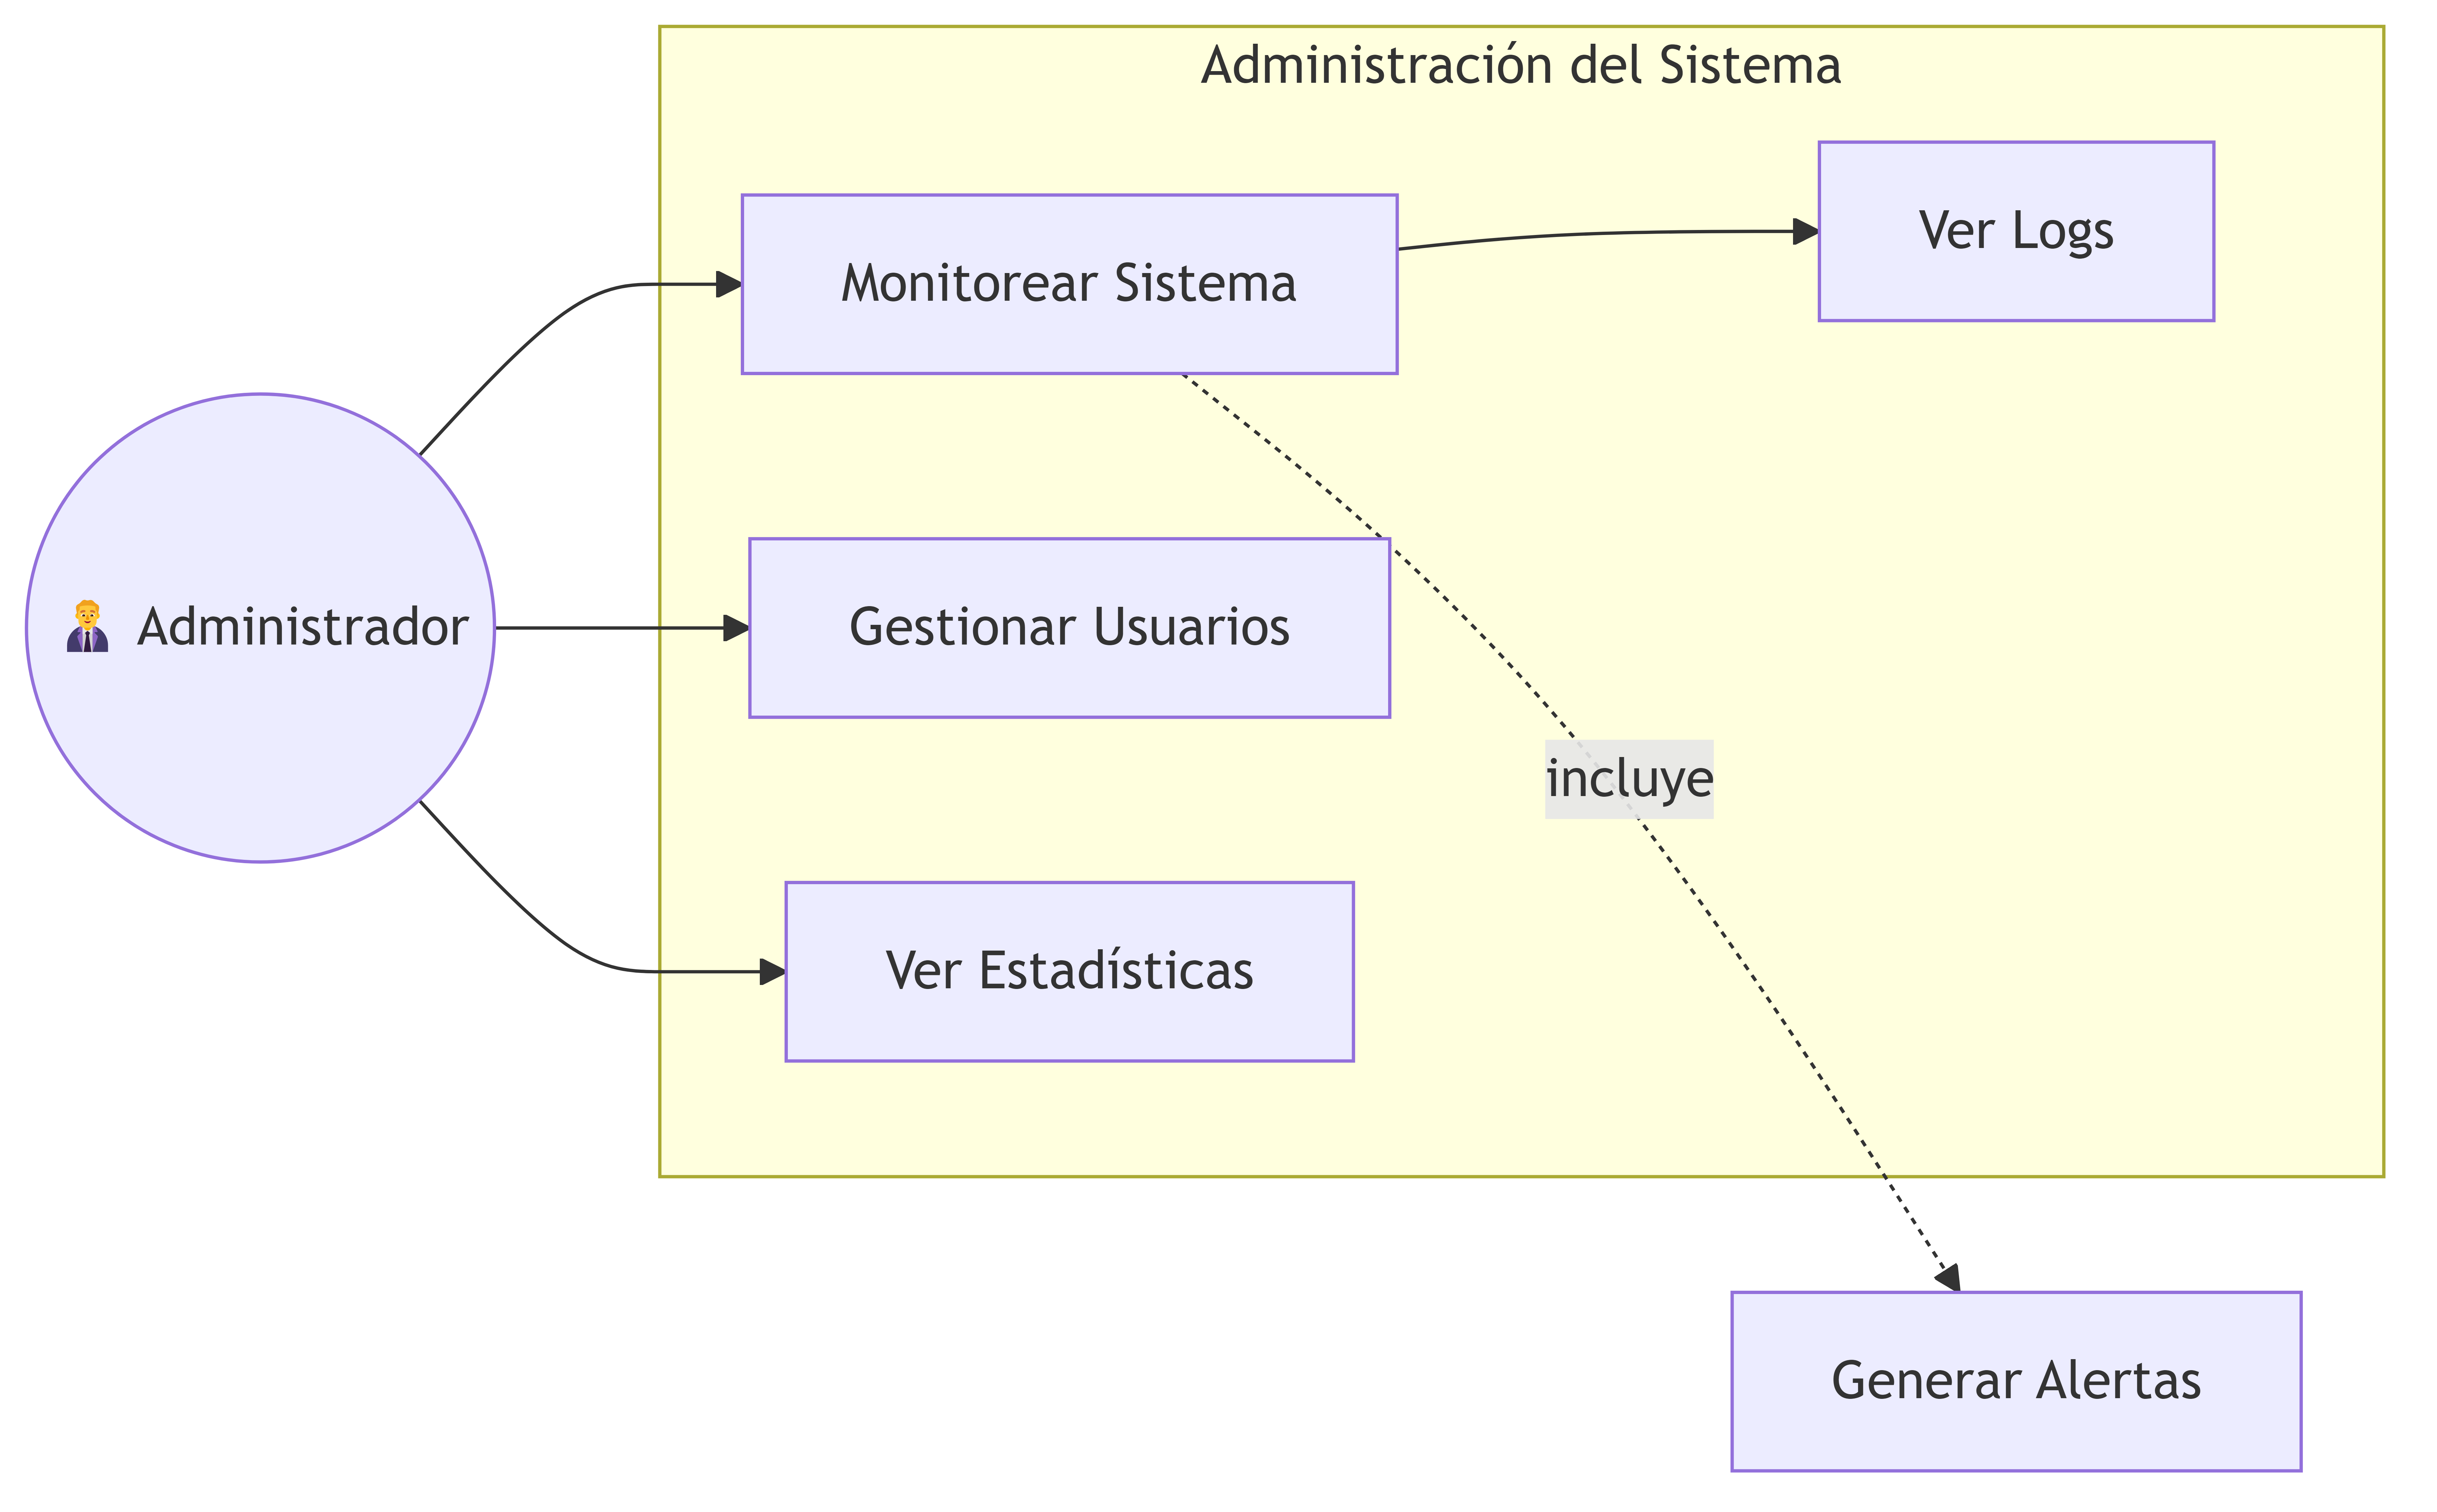 Administración del Sistema
Monitorear Sistema
Ver Logs
Administrador
Gestionar Usuarios
incluye
Ver Estadísticas
Generar Alertas